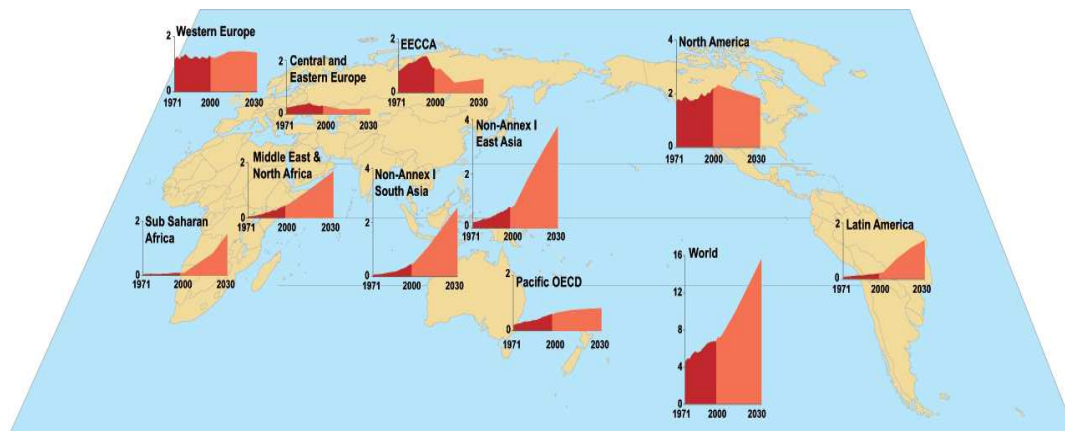 Western Europe
2
0
1971 2000 2030
Central and
Eastern Europe
2
0
1971 2000 2030
EECCA
2
0
1971 2000 2030
North America
4
2
0
1971 2000 2030
Non-Annex I
East Asia
4
2
0
1971 2000 2030
Middle East &
North Africa
2
0
1971 2000 2030
Non-Annex I
South Asia
4
2
0
1971 2000 2030
Sub Saharan
Africa
2
0
1971 2000 2030
Latin America
2
0
1971 2000 2030
World
16
12
8
4
0
1971 2000 2030
Pacific OECD
2
0
1971 2000 2030